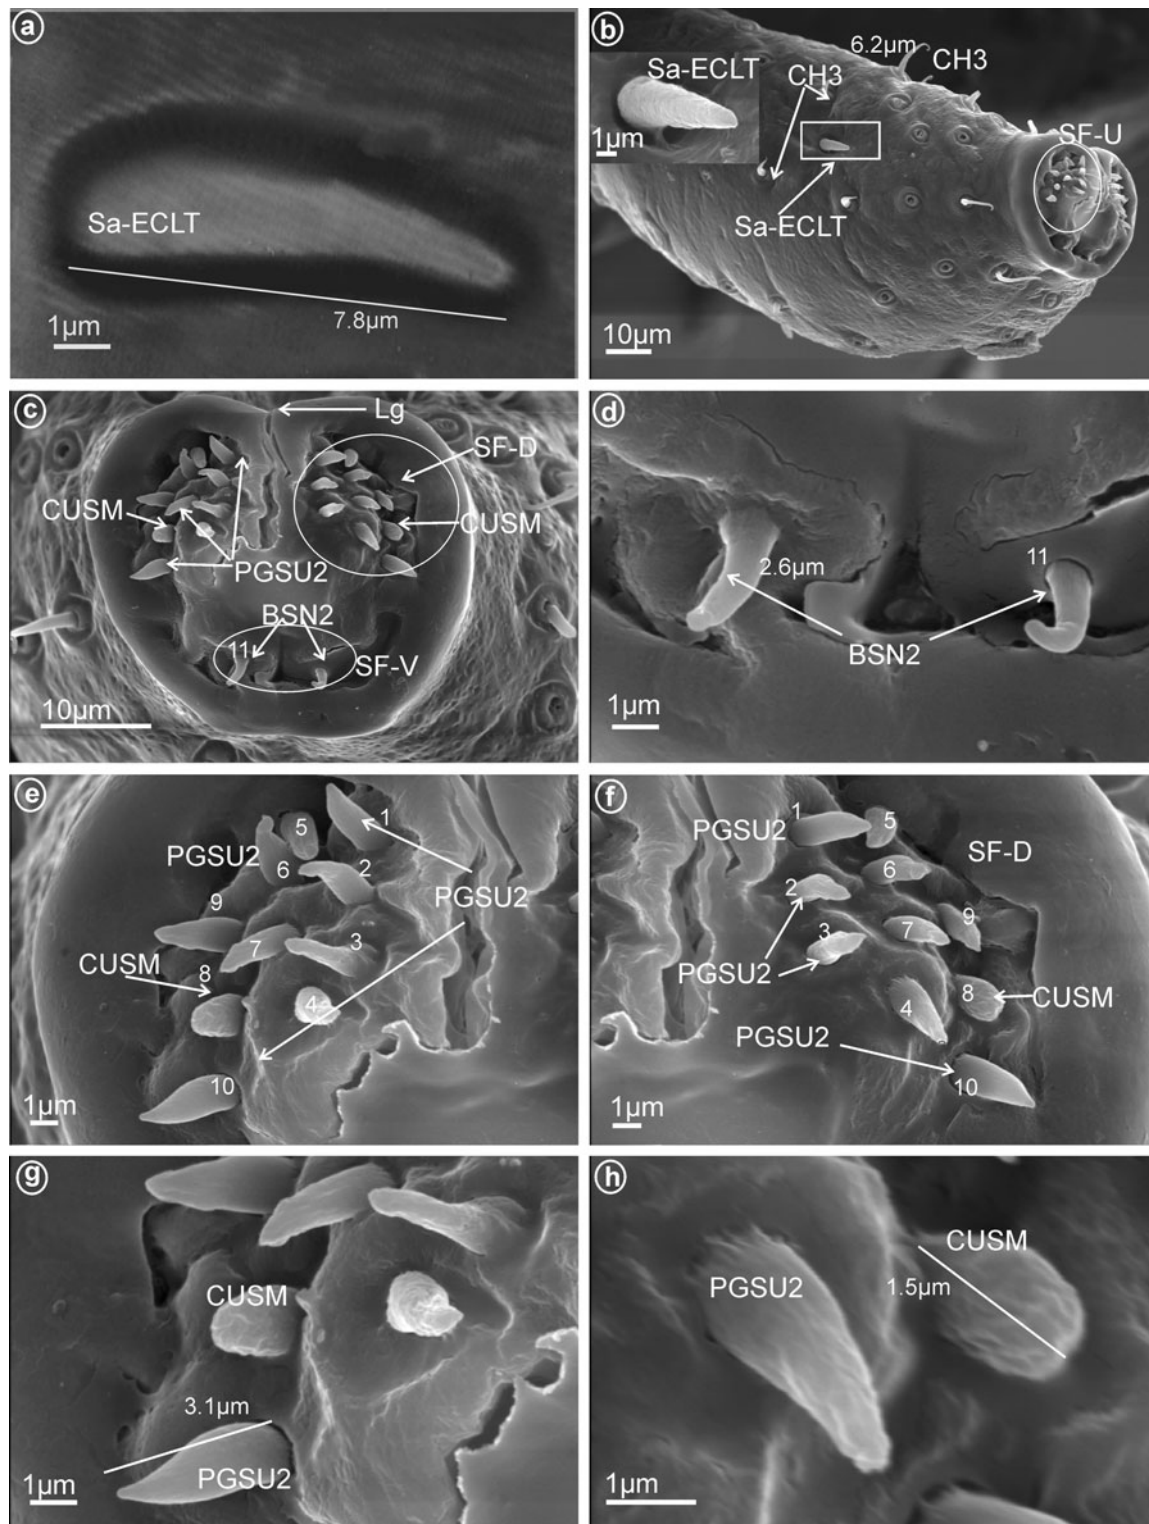 a
Sa-ECLT
7.8µm
1µm
b
6.2µm
CH3
CH3
Sa-ECLT
1µm
SF-U
Sa-ECLT
10µm
c
Lg
SF-D
CUSM
CUSM
PGSU2
BSN2
11
SF-V
10µm
d
2.6µm
11
BSN2
1µm
e
5
1
PGSU2
6
2
PGSU2
9
7
3
CUSM
8
4
10
1µm
f
1
5
PGSU2
SF-D
6
2
9
7
3
PGSU2
8
CUSM
4
PGSU2
10
1µm
g
CUSM
3.1µm
PGSU2
1µm
h
CUSM
PGSU2
1.5µm
1µm